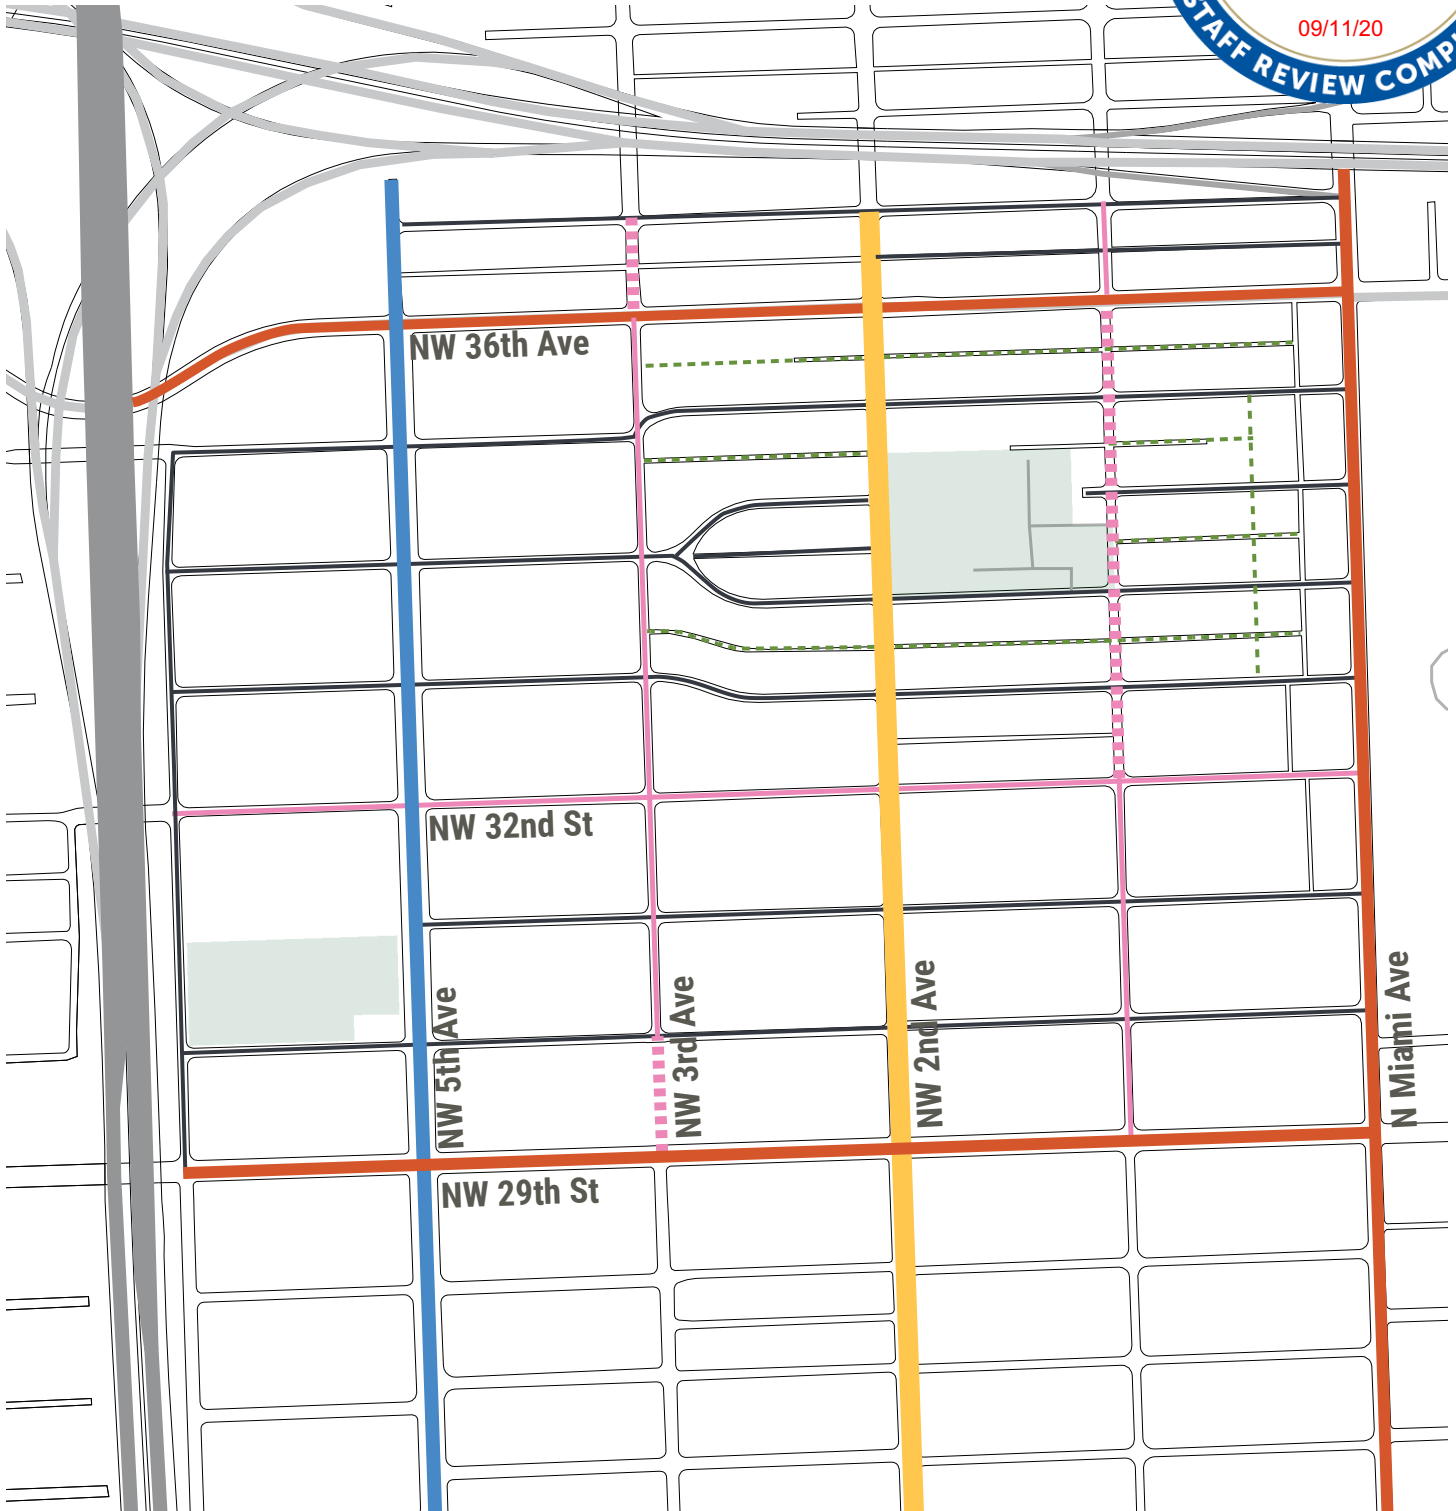 09/11/20
STAFF REVIEW COMP
NW 36th Ave
NW 32nd St
NW 5th Ave
NW 3rd Ave
NW 2nd Ave
N Miami Ave
NW 29th St